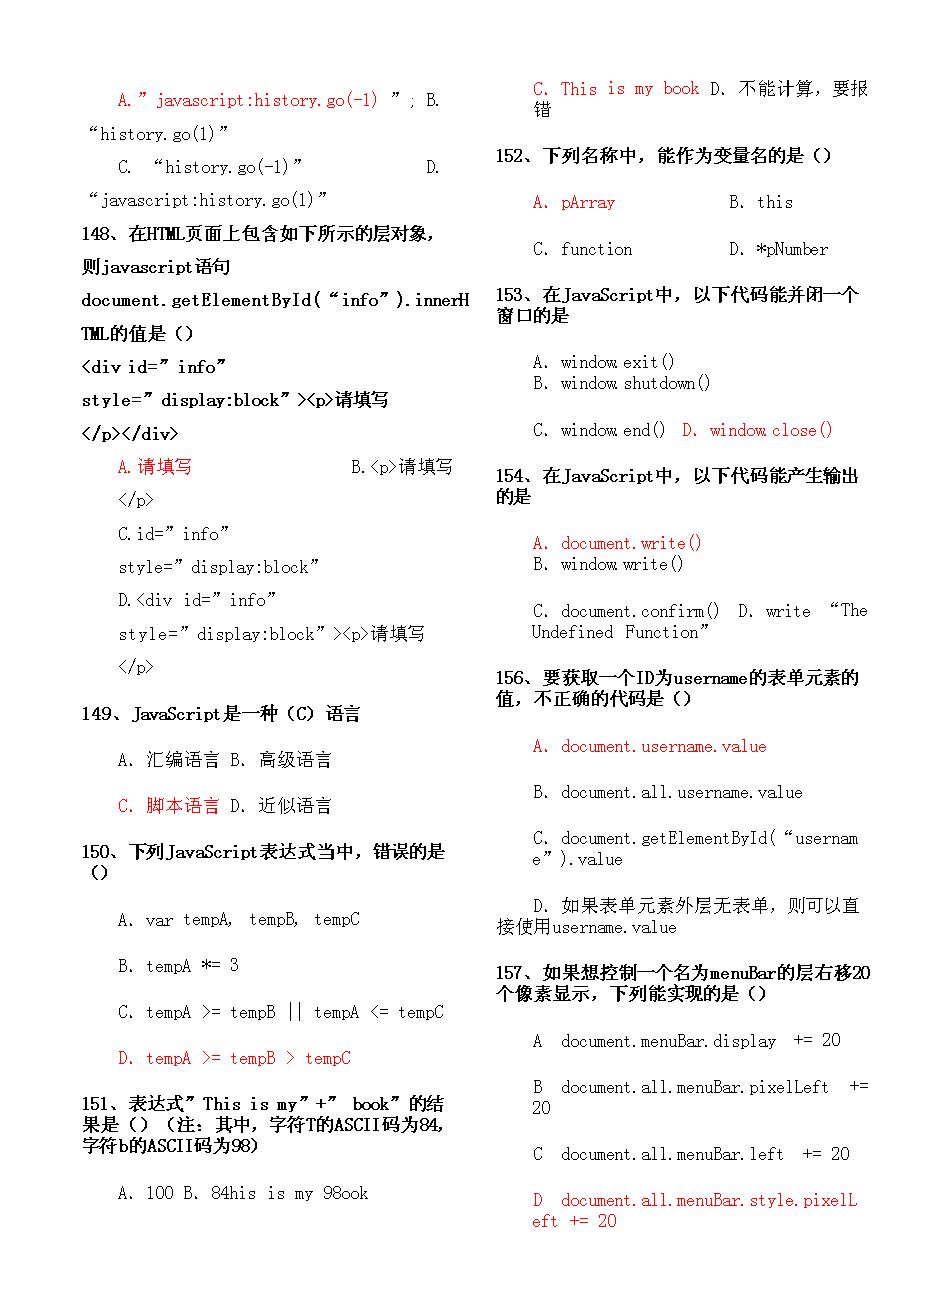 A.”javascript:history.go(-1) ”; B.
“history.go(1)”
C. “history.go(-1)” D.
“javascript:history.go(1)”
148、在HTML页面上包含如下所示的层对象，
则javascript语句
document.getElementById(“info”).innerH
TML的值是（）
<div id=”info”
style=”display:block”><p>请填写
</p></div>
A.请填写 B.<p>请填写
</p>
C.id=”info”
style=”display:block”
D.<div id=”info”
style=”display:block”><p>请填写
</p>
149、JavaScript是一种（C）语言
A. 汇编语言 B. 高级语言
C. 脚本语言 D. 近似语言
150、下列JavaScript表达式当中，错误的是
（）
A. var tempA, tempB, tempC
B. tempA *= 3
C. tempA >= tempB || tempA <= tempC
D. tempA >= tempB > tempC
151、表达式”This is my”+” book”的结
果是（）（注：其中，字符T的ASCII码为84，
字符b的ASCII码为98）
A. 100 B. 84his is my 98ook
C. This is my book D. 不能计算，要报
错
152、下列名称中，能作为变量名的是（）
A. pArray B. this
C. function D. *pNumber
153、在JavaScript中，以下代码能并闭一个
窗口的是
A. window.exit()
B. window.shutdown()
C. window.end() D. window.close()
154、在JavaScript中，以下代码能产生输出
的是
A. document.write()
B. window.write()
C. document.confirm() D. write “The
Undefined Function”
156、要获取一个ID为username的表单元素的
值，不正确的代码是（）
A. document.username.value
B. document.all.username.value
C. document.getElementById(“usernam
e”).value
D. 如果表单元素外层无表单，则可以直
接使用username.value
157、如果想控制一个名为menuBar的层右移20
个像素显示，下列能实现的是（）
A document.menuBar.display += 20
B document.all.menuBar.pixelLeft +=
20
C document.all.menuBar.left += 20
D document.all.menuBar.style.pixelL
eft += 20